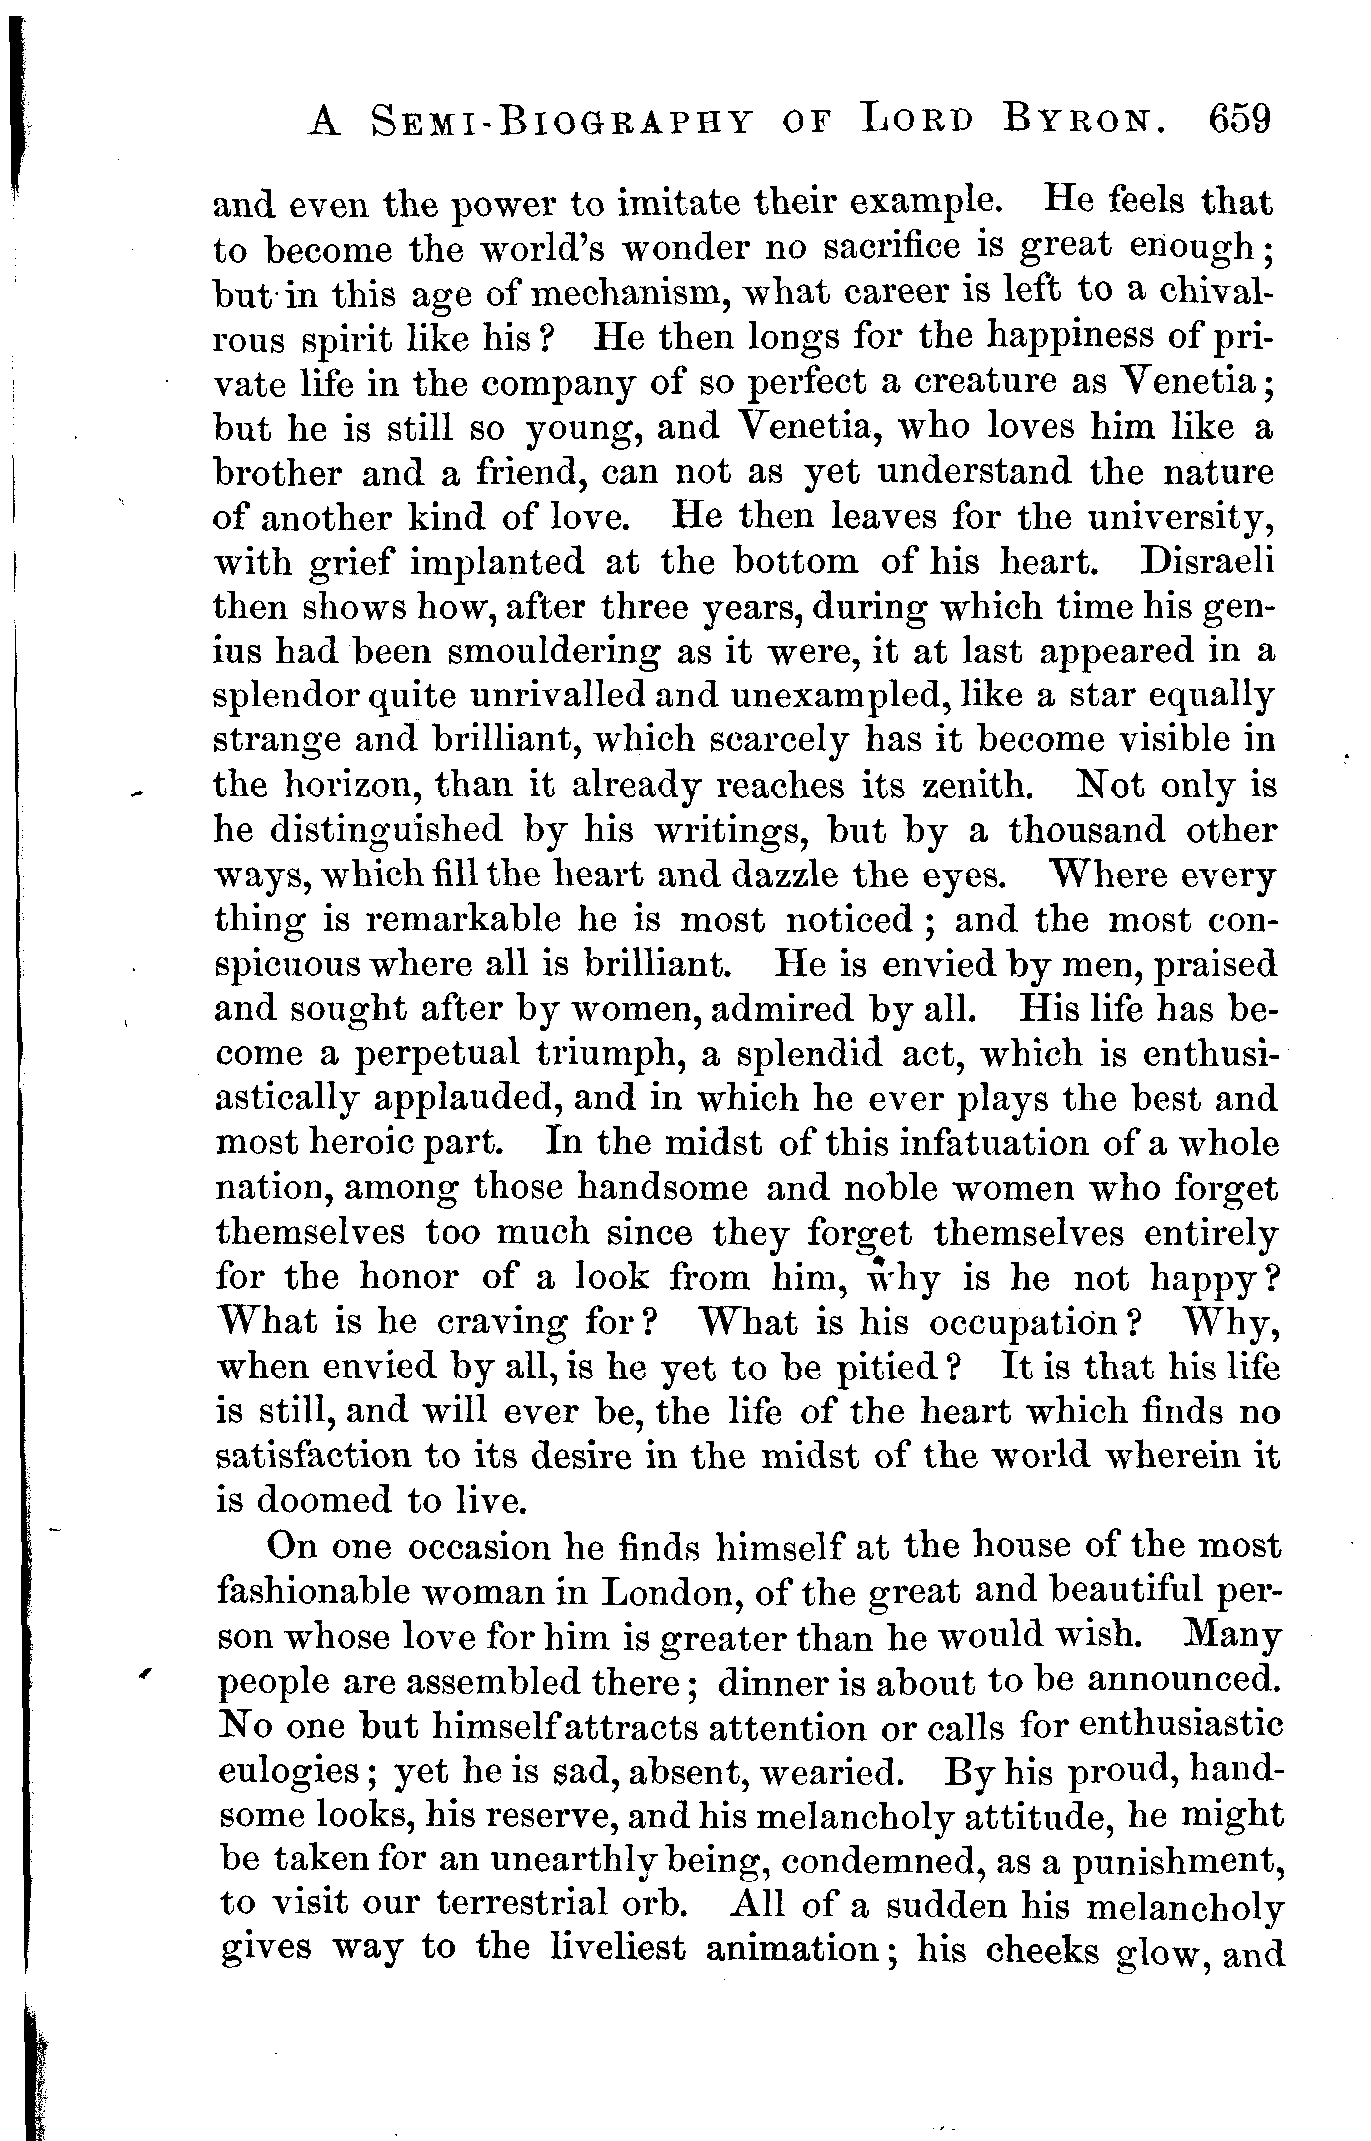 A SEMI-BIOGRAPHY OF LORD BYRON. 659
and even the power to imitate their example. He feels that
to become the world's wonder no sacrifice is great enough;
but in this age of mechanism, what career is left to a chival-
rous spirit like his? He then longs for the happiness of pri-
vate life in the company of so perfect a creature as Venetia;
but he is still so young, and Venetia, who loves him like a
brother and a friend, can not as yet understand the nature
of another kind of love. He then leaves for the university,
with grief implanted at the bottom of his heart. Disraeli
then shows how, after three years, during which time his gen-
ius had been smouldering as it were, it at last appeared in a
splendor quite unrivalled and unexampled, like a star equally
strange and brilliant, which scarcely has it become visible in
the horizon, than it already reaches its zenith. Not only is
he distinguished by his writings, but by a thousand other
ways, which fill the heart and dazzle the eyes. Where every
thing is remarkable he is most noticed; and the most con-
spicuous where all is brilliant. He is envied by men, praised
and sought after by women, admired by all. His life has be-
come a perpetual triumph, a splendid act, which is enthusi-
astically applauded, and in which he ever plays the best and
most heroic part. In the midst of this infatuation of a whole
nation, among those handsome and noble women who forget
themselves too much since they forget themselves entirely
for the honor of a look from him, why is he not happy?
What is he craving for? What is his occupation? Why,
when envied by all, is he yet to be pitied? It is that his life
is still, and will ever be, the life of the heart which finds no
satisfaction to its desire in the midst of the world wherein it
is doomed to live.
On one occasion he finds himself at the house of the most
fashionable woman in London, of the great and beautiful per-
son whose love for him is greater than he would wish. Many
people are assembled there; dinner is about to be announced.
No one but himself attracts attention or calls for enthusiastic
eulogies; yet he is sad, absent, wearied. By his proud, hand-
some looks, his reserve, and his melancholy attitude, he might
be taken for an unearthly being, condemned, as a punishment,
to visit our terrestrial orb. All of a sudden his melancholy
gives way to the liveliest animation; his cheeks glow, and